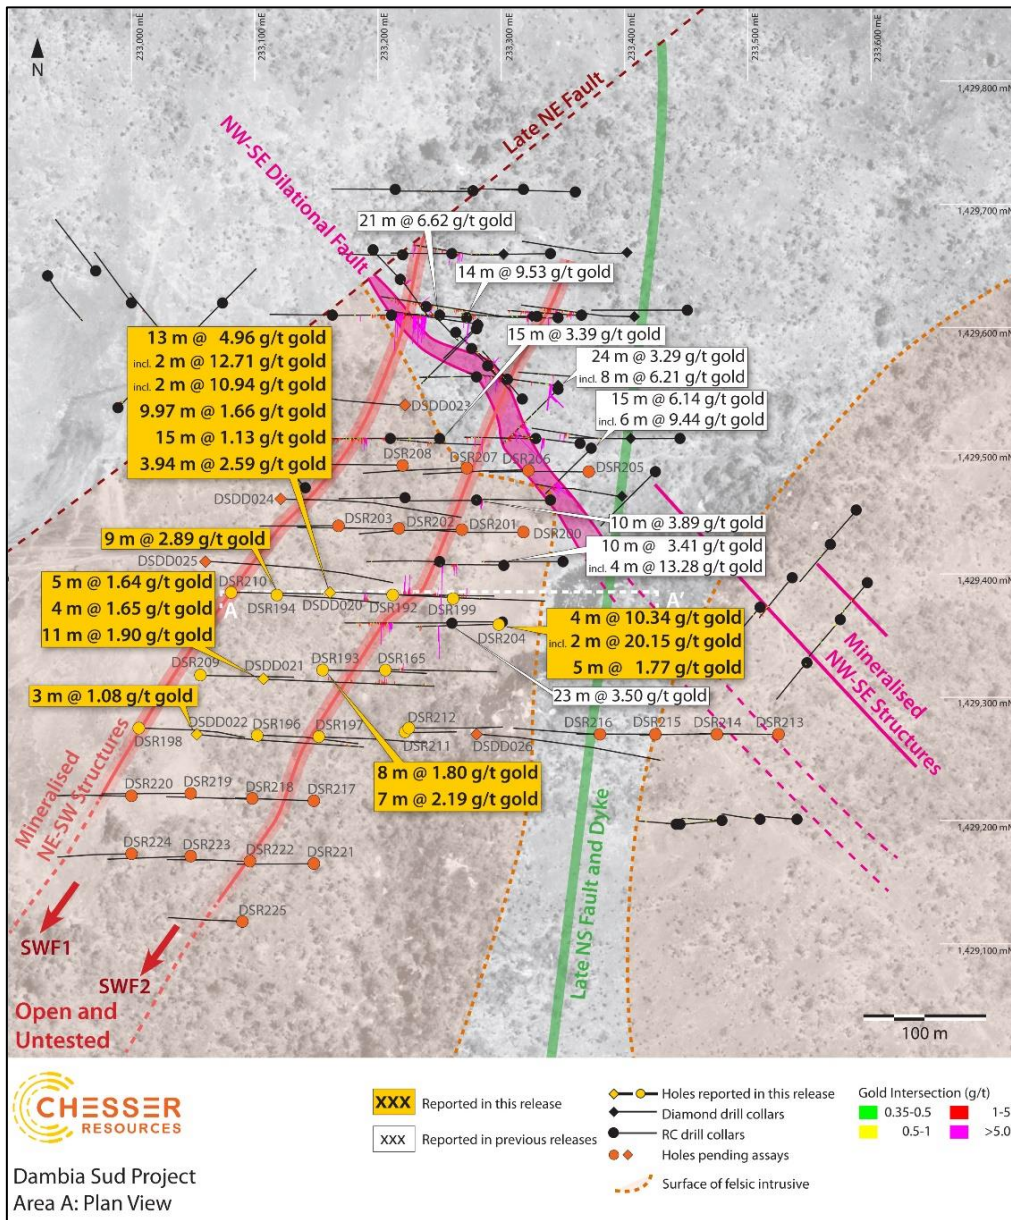 233,000 mE
233,100 mE
233,200 mE
233,300 mE
233,400 mE
233,500 mE
233,600 mE
N
1,429,800 mN
Late NE Fault
NW-SE Dilational Fault
1,429,700 mN
21 m @ 6.62 g/t gold
14 m @ 9.53 g/t gold
1,429,600 mN
15 m @ 3.39 g/t gold
13 m @ 4.96 g/t gold
incl. 2 m @ 12.71 g/t gold
incl. 2 m @ 10.94 g/t gold
9.97 m @ 1.66 g/t gold
15 m @ 1.13 g/t gold
3.94 m @ 2.59 g/t gold
24 m @ 3.29 g/t gold
incl. 8 m @ 6.21 g/t gold
15 m @ 6.14 g/t gold
incl. 6 m @ 9.44 g/t gold
DSDD023
DSR208
DSR207
DSR206
DSR205
1,429,500 mN
DSDD024
DSR203
DSR202
DSR201
DSR200
10 m @ 3.89 g/t gold
9 m @ 2.89 g/t gold
10 m @ 3.41 g/t gold
incl. 4 m @ 13.28 g/t gold
DSDD025
1,429,400 mN
5 m @ 1.64 g/t gold
4 m @ 1.65 g/t gold
11 m @ 1.90 g/t gold
DSR210
A
DSR194
DSDD020
DSR192
DSR199
A'
DSR204
4 m @ 10.34 g/t gold
incl. 2 m @ 20.15 g/t gold
5 m @ 1.77 g/t gold
Mineralised
NW-SE Structures
DSR209
DSDD021
DSR193
DSR165
23 m @ 3.50 g/t gold
3 m @ 1.08 g/t gold
1,429,300 mN
DSR198
DSDD022
DSR196
DSR197
DSR212
DSR211
DSDD026
DSR216
DSR215
DSR214
DSR213
8 m @ 1.80 g/t gold
7 m @ 2.19 g/t gold
Mineralised
NE-SW Structures
DSR220
DSR219
DSR218
DSR217
1,429,200 mN
DSR224
DSR223
DSR222
DSR221
DSR225
Late NS Fault and Dyke
1,429,100 mN
SWF1
SWF2
Open and
Untested
100 m
CHESSER
RESOURCES
Dambia Sud Project
Area A: Plan View
XXX Reported in this release
XXX Reported in previous releases
Holes reported in this release
Diamond drill collars
RC drill collars
Holes pending assays
Surface of felsic intrusive
Gold Intersection (g/t)
0.35-0.5
1-5
0.5-1
>5.0